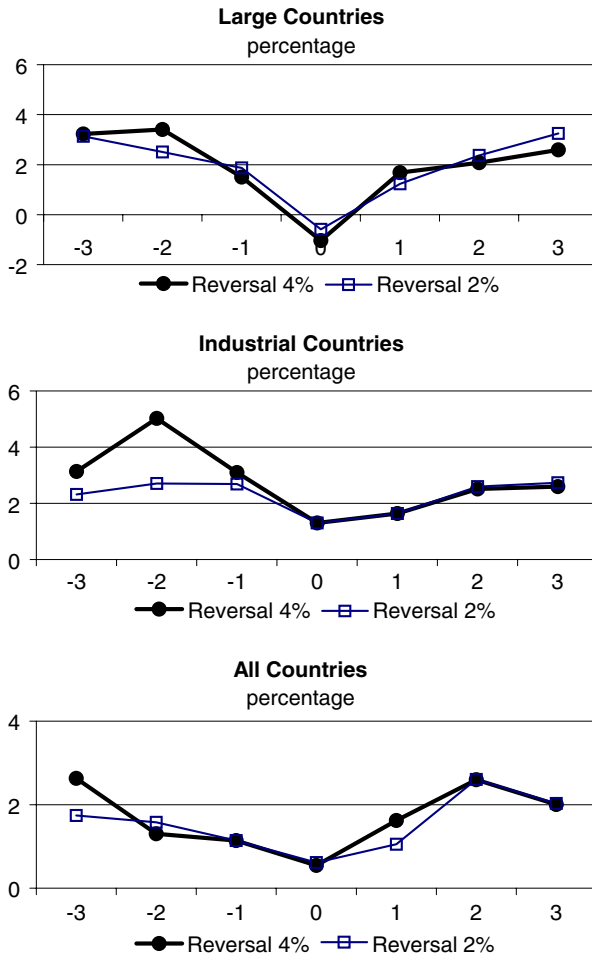 Large Countries
percentage
6
4
2
0
-2
-3 -2 -1 0 1 2 3
Reversal 4% Reversal 2%
Industrial Countries
percentage
6
4
2
0
-3 -2 -1 0 1 2 3
Reversal 4% Reversal 2%
All Countries
percentage
4
2
0
-3 -2 -1 0 1 2 3
Reversal 4% Reversal 2%